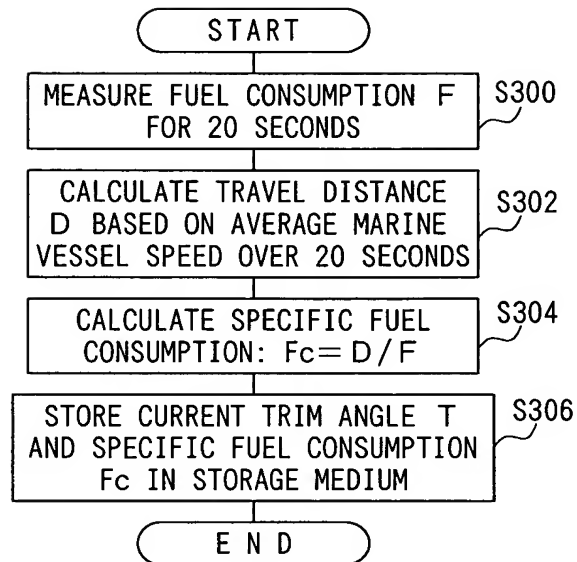 START
MEASURE FUEL CONSUMPTION F
FOR 20 SECONDS
S300
CALCULATE TRAVEL DISTANCE
D BASED ON AVERAGE MARINE
VESSEL SPEED OVER 20 SECONDS
S302
CALCULATE SPECIFIC FUEL
CONSUMPTION: Fc=D/F
S304
STORE CURRENT TRIM ANGLE T
AND SPECIFIC FUEL CONSUMPTION
Fc IN STORAGE MEDIUM
S306
END